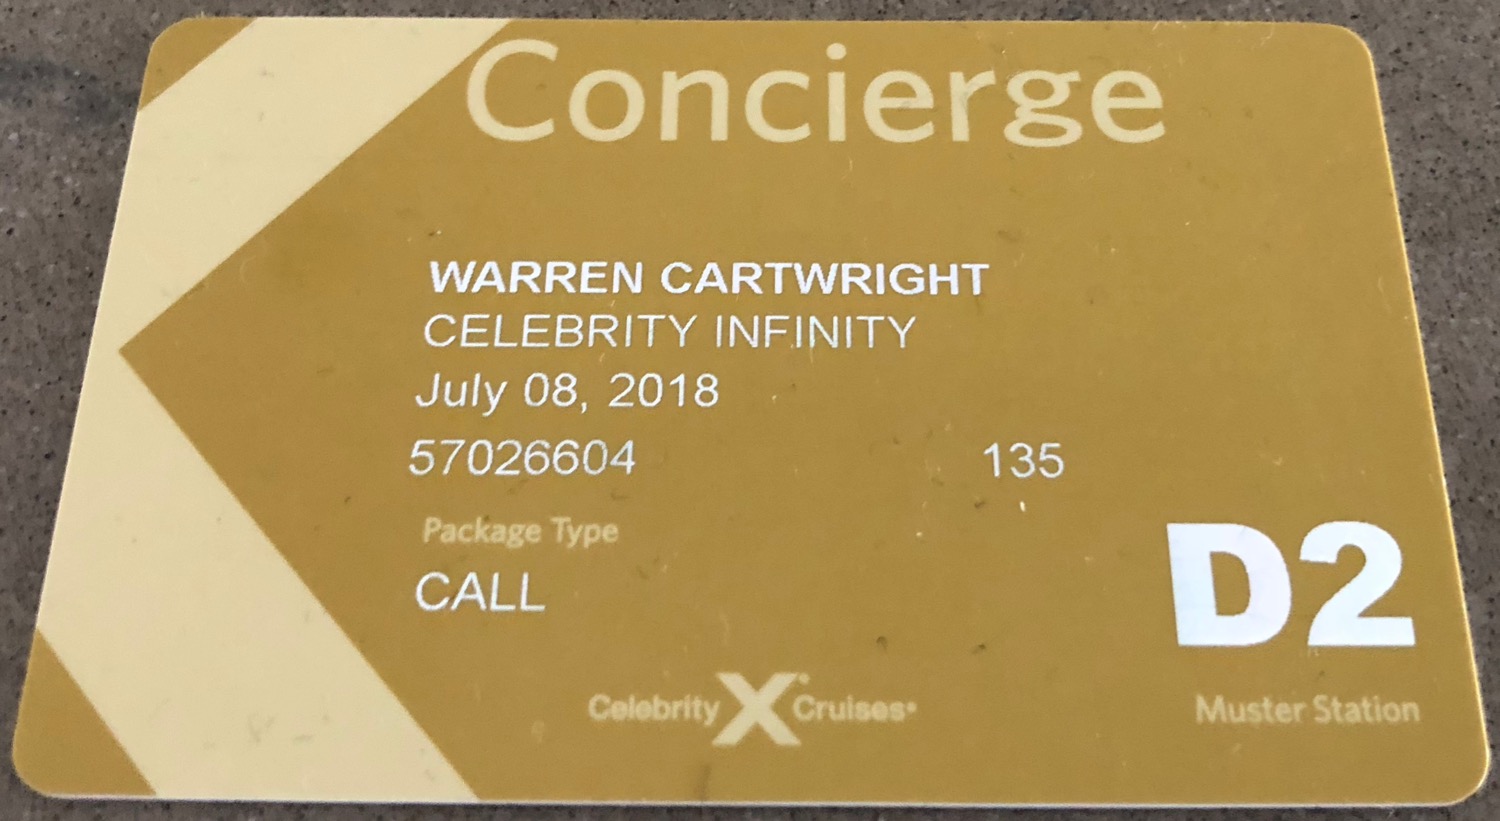 Concierge
WARREN CARTWRIGHT
CELEBRITY INFINITY
July 08, 2018
57026604 135
Package Type
CALL
D2
Celebrity X Cruises
Muster Station